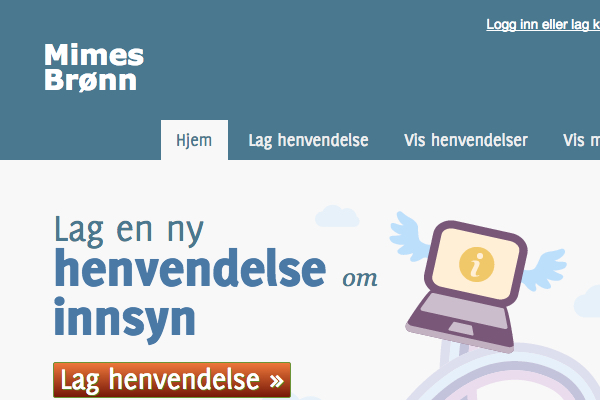 Logg inn eller lag k
Mimes
Brønn
Hjem Lag henvendelse Vis henvendelser Vis m
Lag en ny
henvendelse om
innsyn
Lag henvendelse »